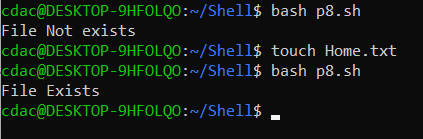 cdac@DESKTOP-9HFOLQO:~/Shell$ bash p8.sh
File Not exists
cdac@DESKTOP-9HFOLQO:~/Shell$ touch Home.txt
cdac@DESKTOP-9HFOLQO:~/Shell$ bash p8.sh
File Exists
cdac@DESKTOP-9HFOLQO:~/Shell$